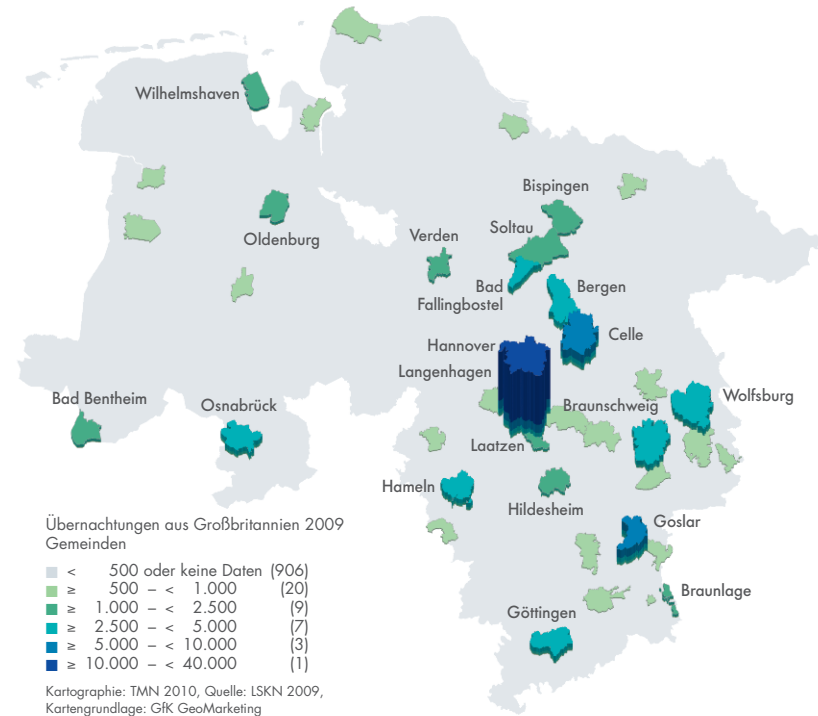 Wilhelmshaven
Bispingen
Soltau
Oldenburg
Verden
Bad
Fallingbostel
Bergen
Celle
Hannover
Langenhagen
Bad Bentheim
Osnabrück
Braunschweig
Wolfsburg
Laatzen
Hameln
Hildesheim
Goslar
Braunlage
Göttingen
Übernachtungen aus Großbritannien 2009
Gemeinden
< 500 oder keine Daten (906)
≥ 500 – < 1.000 (20)
≥ 1.000 – < 2.500 (9)
≥ 2.500 – < 5.000 (7)
≥ 5.000 – < 10.000 (3)
≥ 10.000 – < 40.000 (1)
Kartographie: TMN 2010, Quelle: LSKN 2009,
Kartengrundlage: GfK GeoMarketing